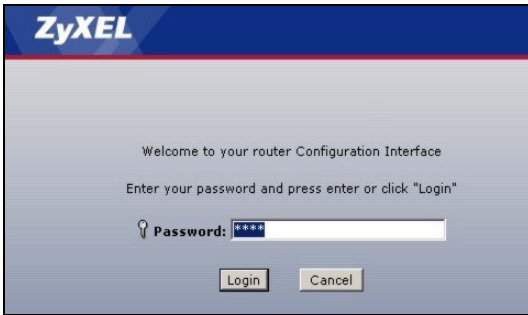 ZyXEL
Welcome to your router Configuration Interface
Enter your password and press enter or click "Login"
Password: ****
Login Cancel